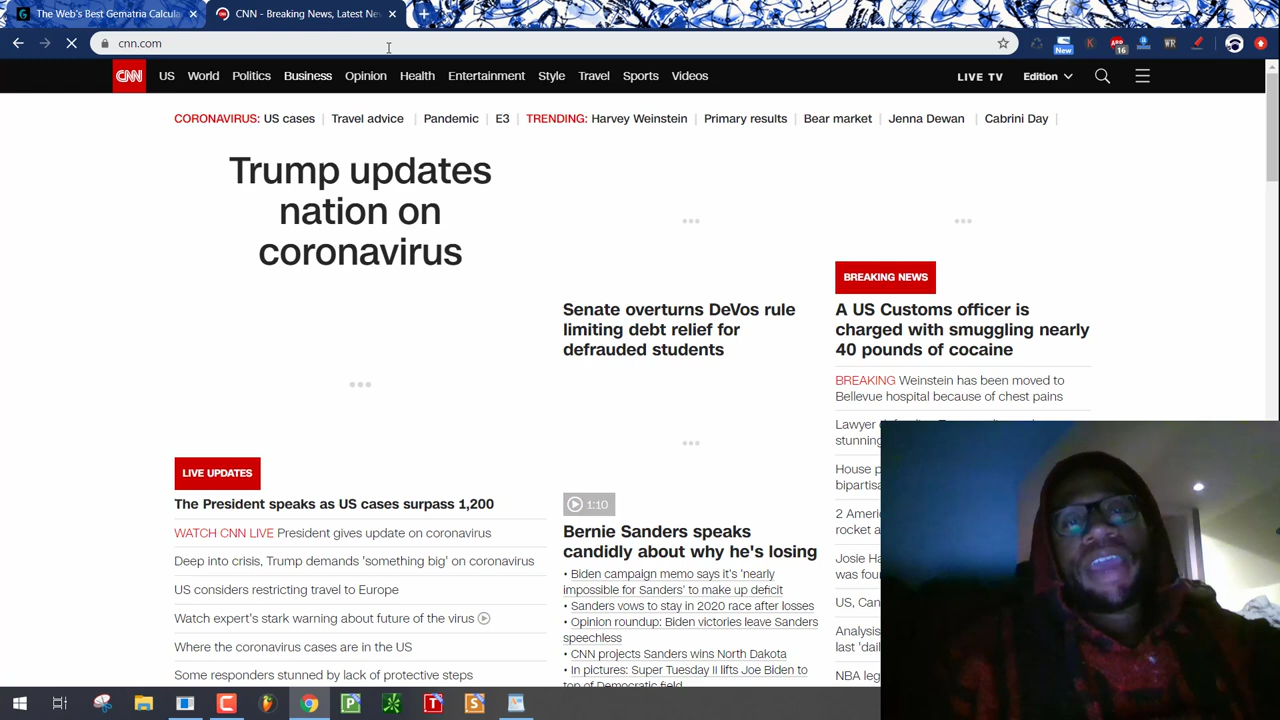 The Web's Best Gematria Calcula
CNN - Breaking News, Latest Ne
cnn.com
New
16
WR
CNN US World Politics Business Opinion Health Entertainment Style Travel Sports Videos LIVE TV Edition
CORONAVIRUS: US cases Travel advice Pandemic E3 TRENDING: Harvey Weinstein Primary results Bear market Jenna Dewan Cabrini Day
Trump updates
nation on
coronavirus
LIVE UPDATES
The President speaks as US cases surpass 1,200
WATCH CNN LIVE President gives update on coronavirus
Deep into crisis, Trump demands 'something big' on coronavirus
US considers restricting travel to Europe
Watch expert's stark warning about future of the virus
Where the coronavirus cases are in the US
Some responders stunned by lack of protective steps
Senate overturns DeVos rule
limiting debt relief for
defrauded students
1:10
Bernie Sanders speaks
candidly about why he's losing
• Biden campaign memo says it's 'nearly
impossible for Sanders' to make up deficit
• Sanders vows to stay in 2020 race after losses
• Opinion roundup: Biden victories leave Sanders
speechless
• CNN projects Sanders wins North Dakota
• In pictures: Super Tuesday II lifts Joe Biden to
top of Democratic field
BREAKING NEWS
A US Customs officer is
charged with smuggling nearly
40 pounds of cocaine
BREAKING Weinstein has been moved to
Bellevue hospital because of chest pains
Lawyer
stunning
House p
bipartisa
2 Ameri
rocket a
Josie Ha
was fou
US, Can
Analysis
last 'dail
NBA leg